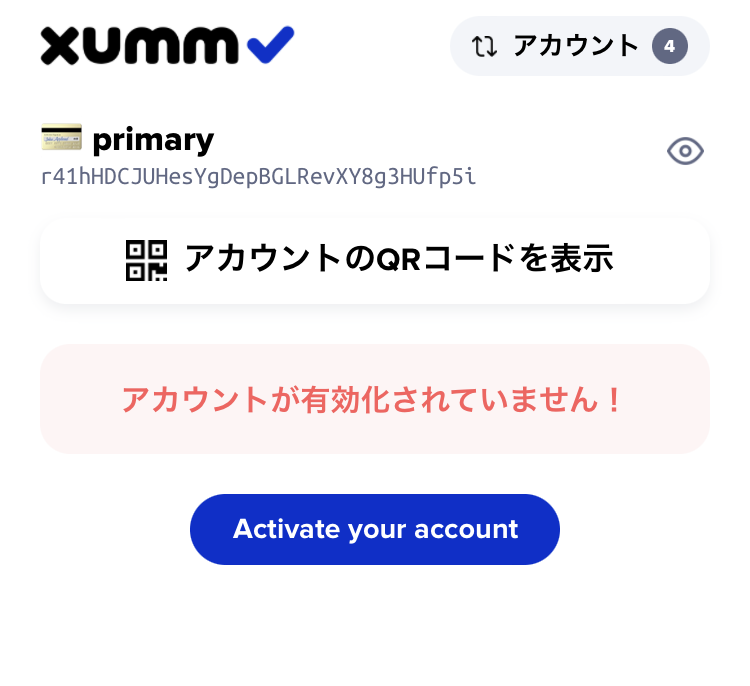 xumm
アカウント 4
primary
r41hHDCJUHesYgDepBGLRevXY8g3HUfp5i
アカウントのQRコードを表示
アカウントが有効化されていません！
Activate your account